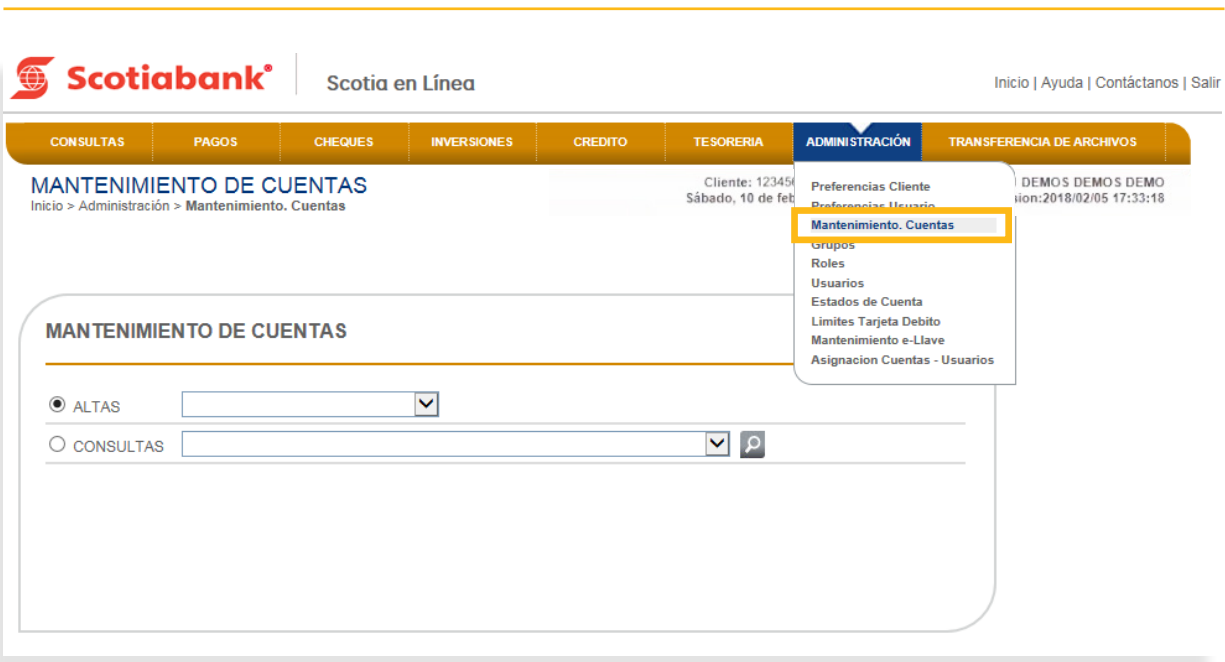 Scotiabank®
Scotia en Línea
Inicio | Ayuda | Contáctanos | Salir
CONSULTAS PAGOS CHEQUES INVERSIONES CREDITO TESORERIA ADMINISTRACIÓN TRANSFERENCIA DE ARCHIVOS
MANTENIMIENTO DE CUENTAS
Inicio > Administración > Mantenimiento. Cuentas
Cliente: 12345
DEMOS DEMOS DEMO
Sábado, 10 de
:2018/02/05 17:33:18
Preferencias Cliente
Preferencias Usuario
Mantenimiento. Cuentas
Grupos
Roles
Usuarios
Estados de Cuenta
Limites Tarjeta Debito
Mantenimiento e-Llave
Asignacion Cuentas - Usuarios
MANTENIMIENTO DE CUENTAS
ALTAS
CONSULTAS